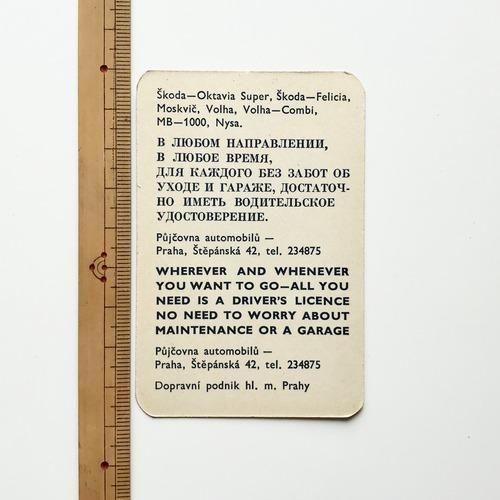 Škoda—Oktavia Super, Škoda—Felicia,
Moskvič, Volha, Volha—Combi,
MB—1000, Nysa.
В ЛЮБОМ НАПРАВЛЕНИИ,
В ЛЮБОЕ ВРЕМЯ,
ДЛЯ КАЖДОГО БЕЗ ЗАБОТ ОБ
УХОДЕ И ГАРАЖЕ, ДОСТАТОЧ-
НО ИМЕТЬ ВОДИТЕЛЬСКОЕ
УДОСТОВЕРЕНИЕ.
Půjčovna automobilů —
Praha, Štěpánská 42, tel. 234875
WHEREVER AND WHENEVER
YOU WANT TO GO—ALL YOU
NEED IS A DRIVER'S LICENCE
NO NEED TO WORRY ABOUT
MAINTENANCE OR A GARAGE
Půjčovna automobilů —
Praha, Štěpánská 42, tel. 234875
Dopravní podnik hl. m. Prahy